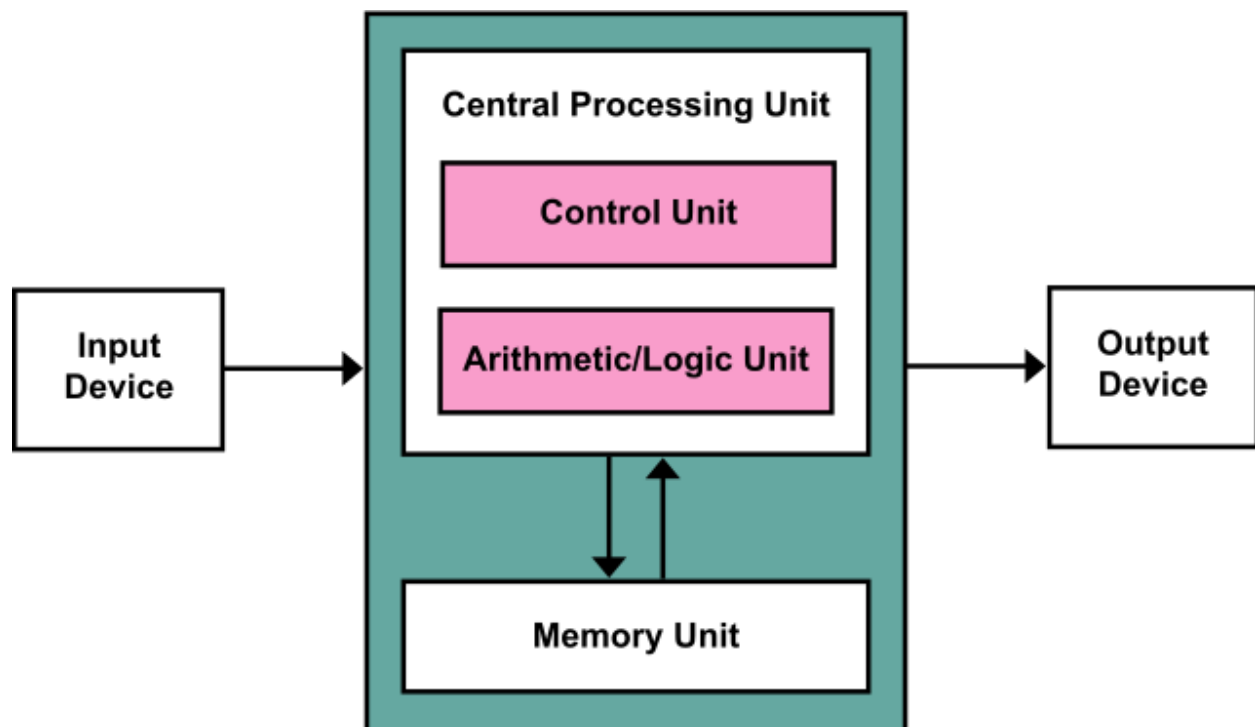 Central Processing Unit
Control Unit
Arithmetic/Logic Unit
Input
Device
Output
Device
Memory Unit